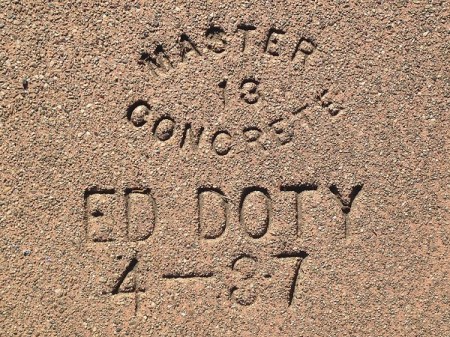 MASTER
13
CONCRETE
ED DOTY
4-87